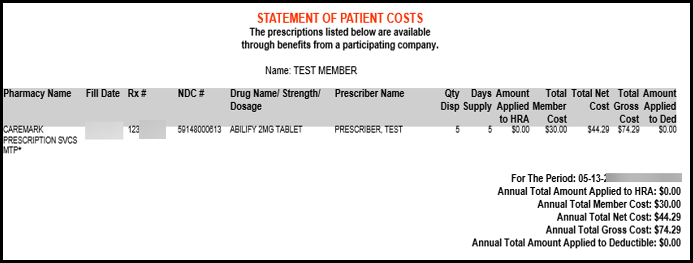 STATEMENT OF PATIENT COSTS
The prescriptions listed below are available
through benefits from a participating company.
Name: TEST MEMBER
Pharmacy Name Fill Date Rx # NDC # Drug Name/ Strength/ Prescriber Name Qty Days Amount Total Total Net Total Amount
Dosage Disp Supply Applied Member Cost Gross Applied
to HRA Cost Cost to Ded
CAREMARK 123 59148000613 ABILIFY 2MG TABLET PRESCRIBER, TEST 5 5 $0.00 $30.00 $44.29 $74.29 $0.00
PRESCRIPTION SVCS
MTP*
For The Period: 05-13-
Annual Total Amount Applied to HRA: $0.00
Annual Total Member Cost: $30.00
Annual Total Net Cost: $44.29
Annual Total Gross Cost: $74.29
Annual Total Amount Applied to Deductible: $0.00